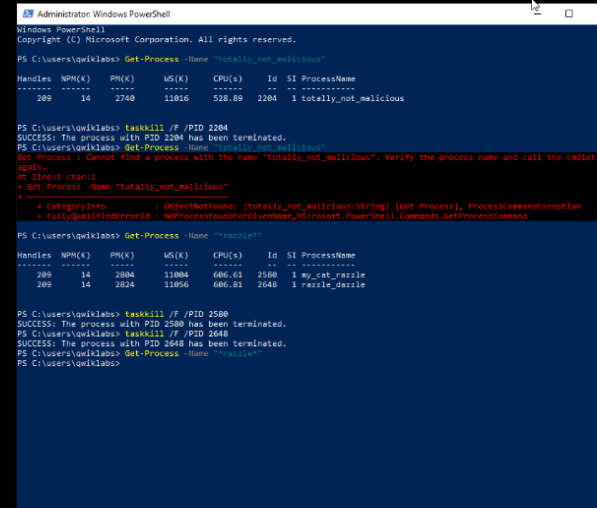 Administrator: Windows PowerShell
Windows PowerShell
Copyright (C) Microsoft Corporation. All rights reserved.
PS C:\users\qwiklabs> Get-Process -Name "totally_not_malicious"
Handles NPM(K) PM(K) WS(K) CPU(s) Id SI ProcessName
------- ------ ----- ----- ------ -- -- -----------
209 14 2740 11016 528.89 2204 1 totally_not_malicious
PS C:\users\qwiklabs> taskkill /F /PID 2204
SUCCESS: The process with PID 2204 has been terminated.
PS C:\users\qwiklabs> Get-Process -Name "totally_not_malicious"
Get-Process : Cannot find a process with the name "totally_not_malicious". Verify the process name and call the cmdlet
again.
At line:1 char:1
+ Get-Process -Name "totally_not_malicious"
+ ~~~~~~~~~~~~~~~~~~~~~~~~~~~~~~~~~~~~~~~~~
+ CategoryInfo : ObjectNotFound: (totally_not_malicious:String) [Get-Process], ProcessCommandException
+ FullyQualifiedErrorId : NoProcessFoundForGivenName,Microsoft.PowerShell.Commands.GetProcessCommand
PS C:\users\qwiklabs> Get-Process -Name "*razzle*"
Handles NPM(K) PM(K) WS(K) CPU(s) Id SI ProcessName
------- ------ ----- ----- ------ -- -- -----------
209 14 2804 11004 606.61 2580 1 my_cat_razzle
209 14 2824 11056 606.81 2648 1 razzle_dazzle
PS C:\users\qwiklabs> taskkill /F /PID 2580
SUCCESS: The process with PID 2580 has been terminated.
PS C:\users\qwiklabs> taskkill /F /PID 2648
SUCCESS: The process with PID 2648 has been terminated.
PS C:\users\qwiklabs> Get-Process -Name "*razzle*"
PS C:\users\qwiklabs>